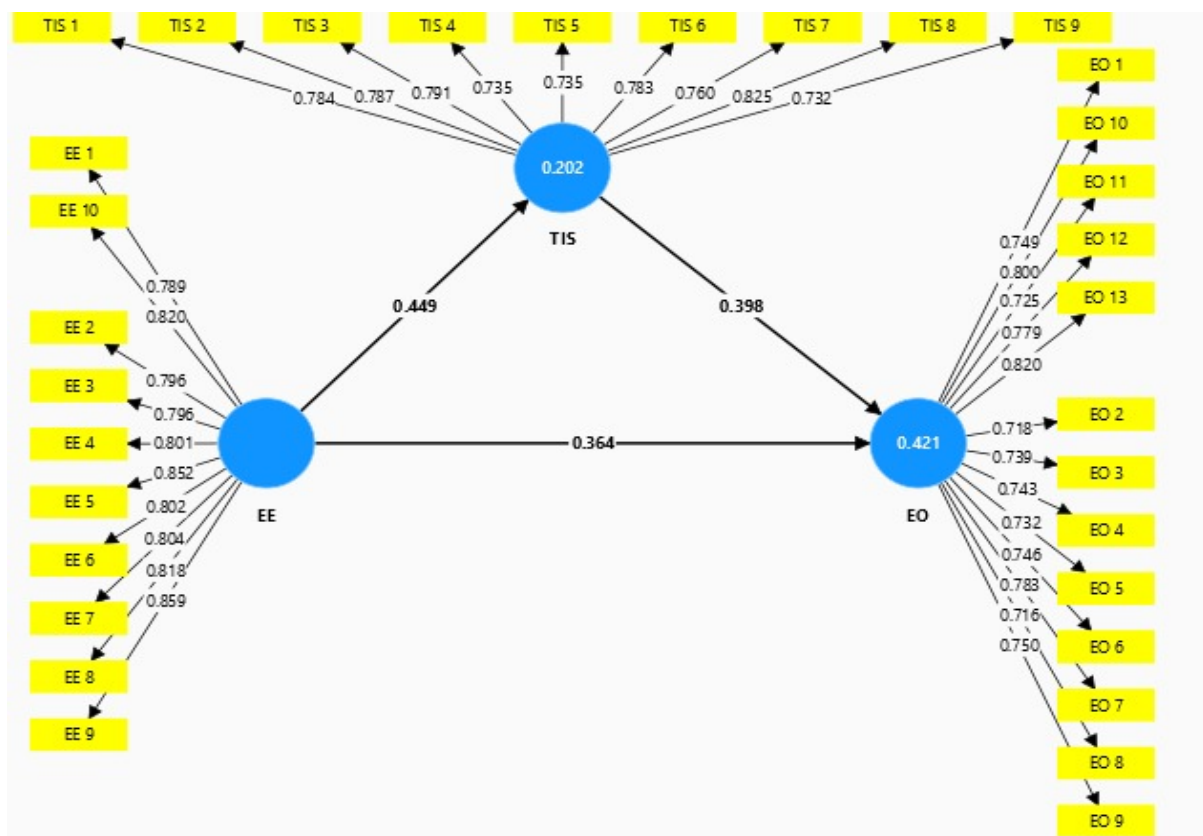 TIS 1
TIS 2
TIS 3
TIS 4
TIS 5
TIS 6
TIS 7
TIS 8
TIS 9
0.784
0.787
0.791
0.735
0.735
0.783
0.760
0.825
0.732
0.202
TIS
EE 1
EE 10
EE 2
EE 3
EE 4
EE 5
EE 6
EE 7
EE 8
EE 9
0.789
0.820
0.796
0.796
0.801
0.852
0.802
0.804
0.818
0.859
EE
0.449
0.398
0.364
0.421
EO
0.749
0.800
0.725
0.779
0.820
0.718
0.739
0.743
0.732
0.746
0.783
0.716
0.750
EO 1
EO 10
EO 11
EO 12
EO 13
EO 2
EO 3
EO 4
EO 5
EO 6
EO 7
EO 8
EO 9